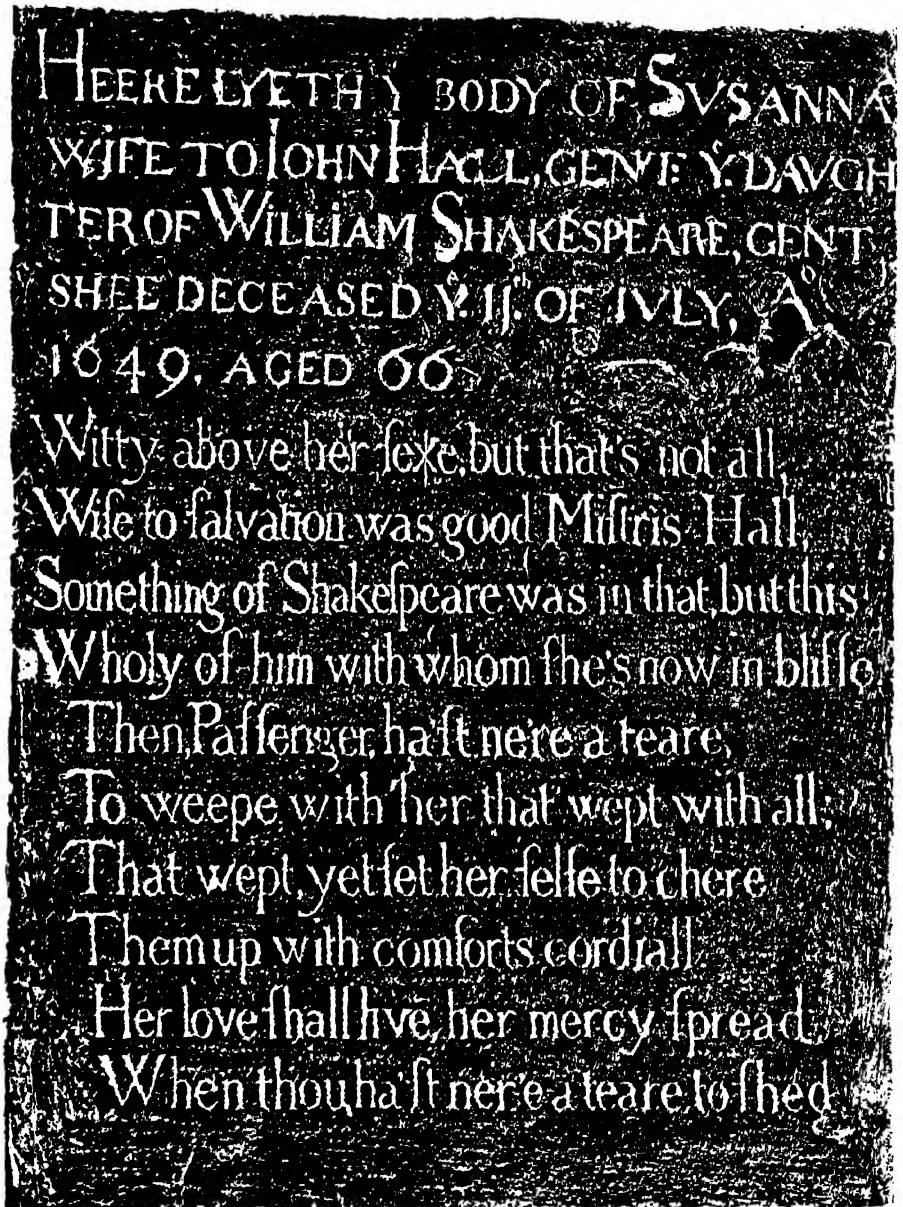 HEERE LYETH Y BODY OF SVSANNA
WIFE TO IOHN HALL, GENT: Y̊. DAVGH
TER OF WILLIAM SHAKESPEARE, GENT
SHEE DECEASED Y̊. IJ. OF IVLY, Å.
1649, AGED 66
Witty above her ſexe, but that's not all,
Wiſe to ſalvation was good Miſtris Hall,
Something of Shakeſpeare was in that, but this
Wholy of him with whom ſhe's now in bliſſe.
Then, Paſſenger, ha'ſt ne're a teare,
To weepe with her that wept with all;
That wept, yet ſet her ſelfe to chere
Them up with comforts cordiall.
Her love ſhall live, her mercy ſpread
When thou ha'ſt ner'e a teare to ſhed